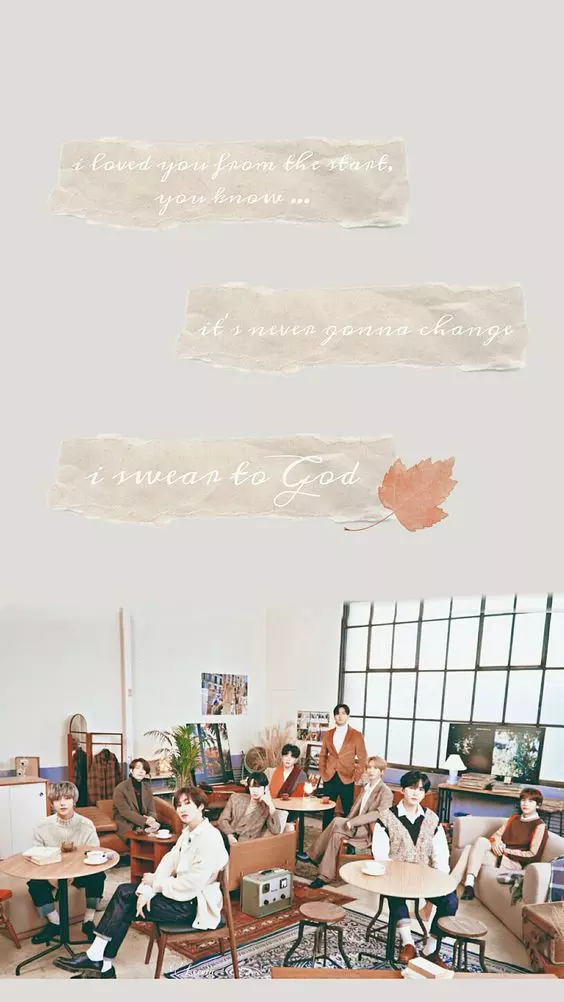 i loved you from the start,
you know ...
it's never gonna change
i swear to God